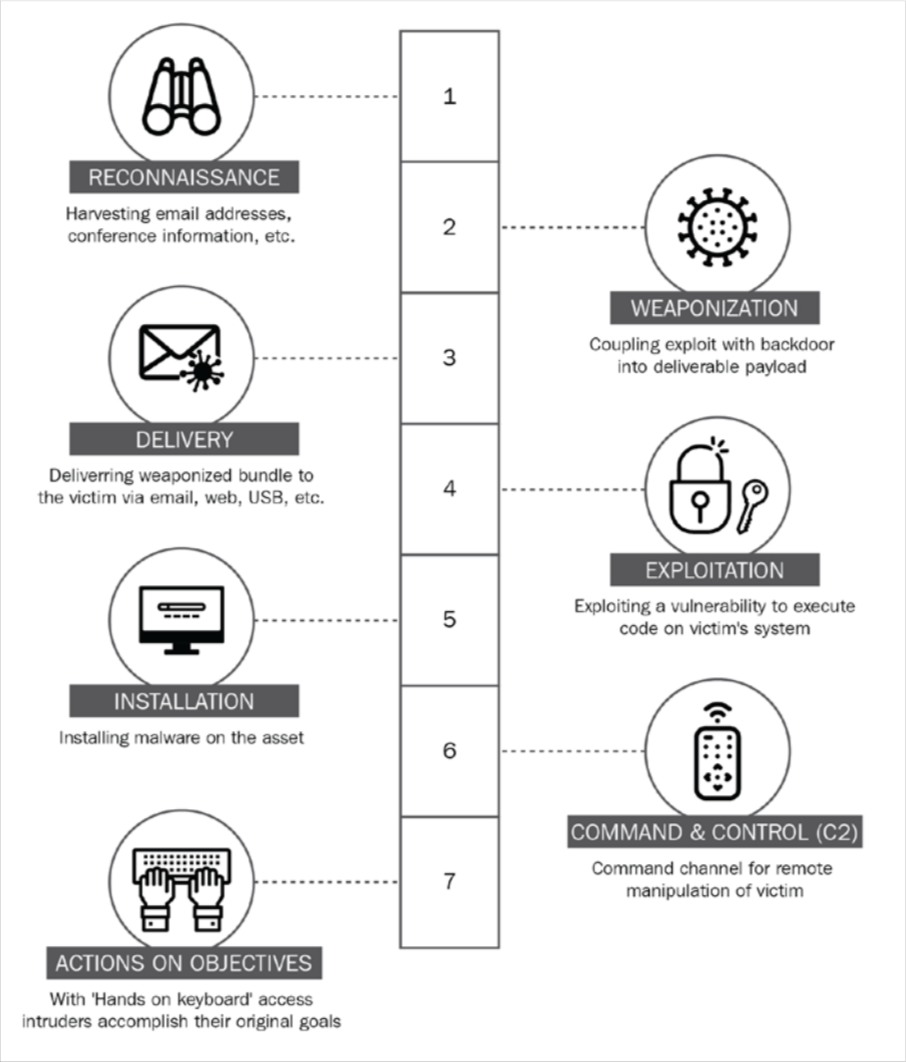 1
RECONNAISSANCE
Harvesting email addresses,
conference information, etc.
2
WEAPONIZATION
Coupling exploit with backdoor
into deliverable payload
3
DELIVERY
Deliverring weaponized bundle to
the victim via email, web, USB, etc.
4
EXPLOITATION
Exploiting a vulnerability to execute
code on victim's system
5
INSTALLATION
Installing malware on the asset
6
COMMAND & CONTROL (C2)
Command channel for remote
manipulation of victim
7
ACTIONS ON OBJECTIVES
With 'Hands on keyboard' access
intruders accomplish their original goals